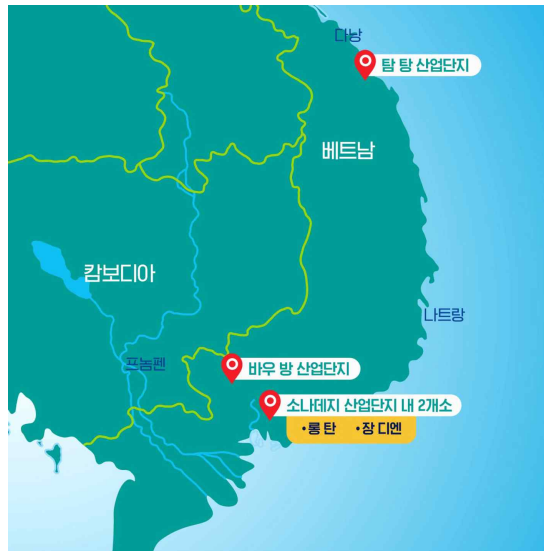 다낭
탐 탕 산업단지
베트남
캄보디아
나트랑
프놈펜
바우 방 산업단지
소나데지 산업단지 내 2개소
•롱 탄 •장 디엔